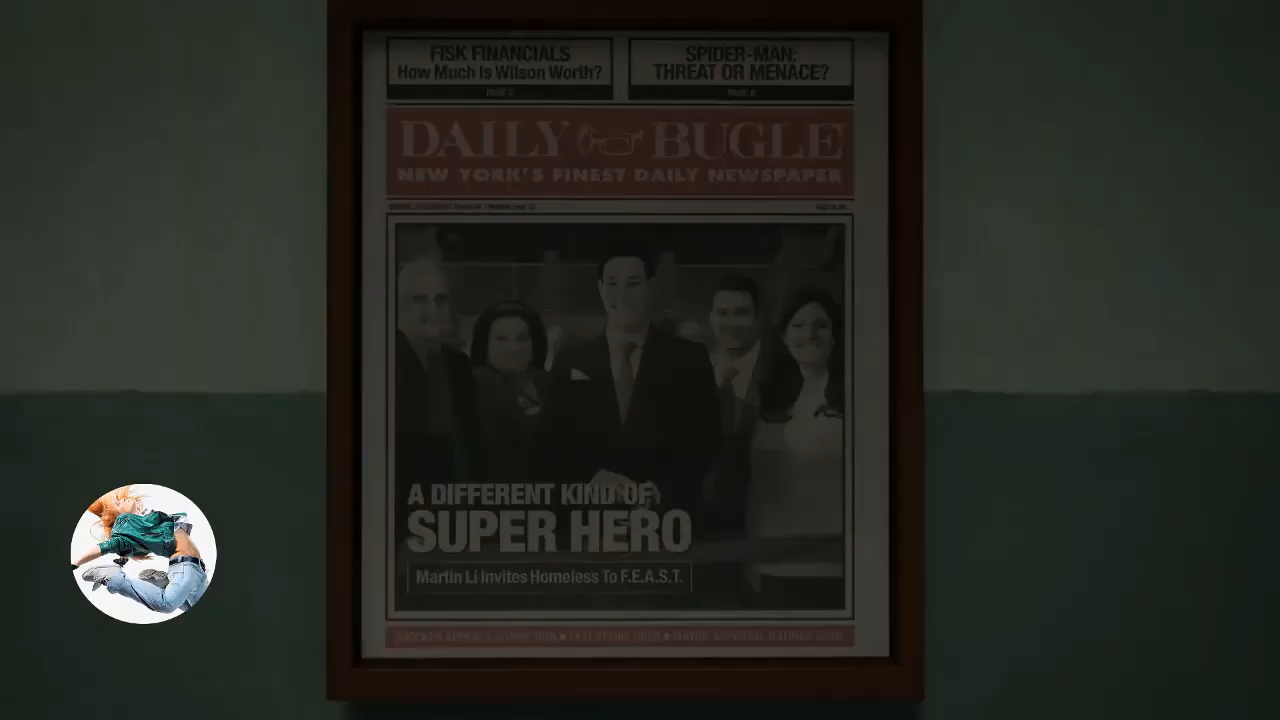 FISK FINANCIALS
How Much Is Wilson Worth?
SPIDER-MAN:
THREAT OR MENACE?
DAILY BUGLE
NEW YORK'S FINEST DAILY NEWSPAPER
A DIFFERENT KIND OF
SUPER HERO
Martin Li Invites Homeless To F.E.A.S.T.